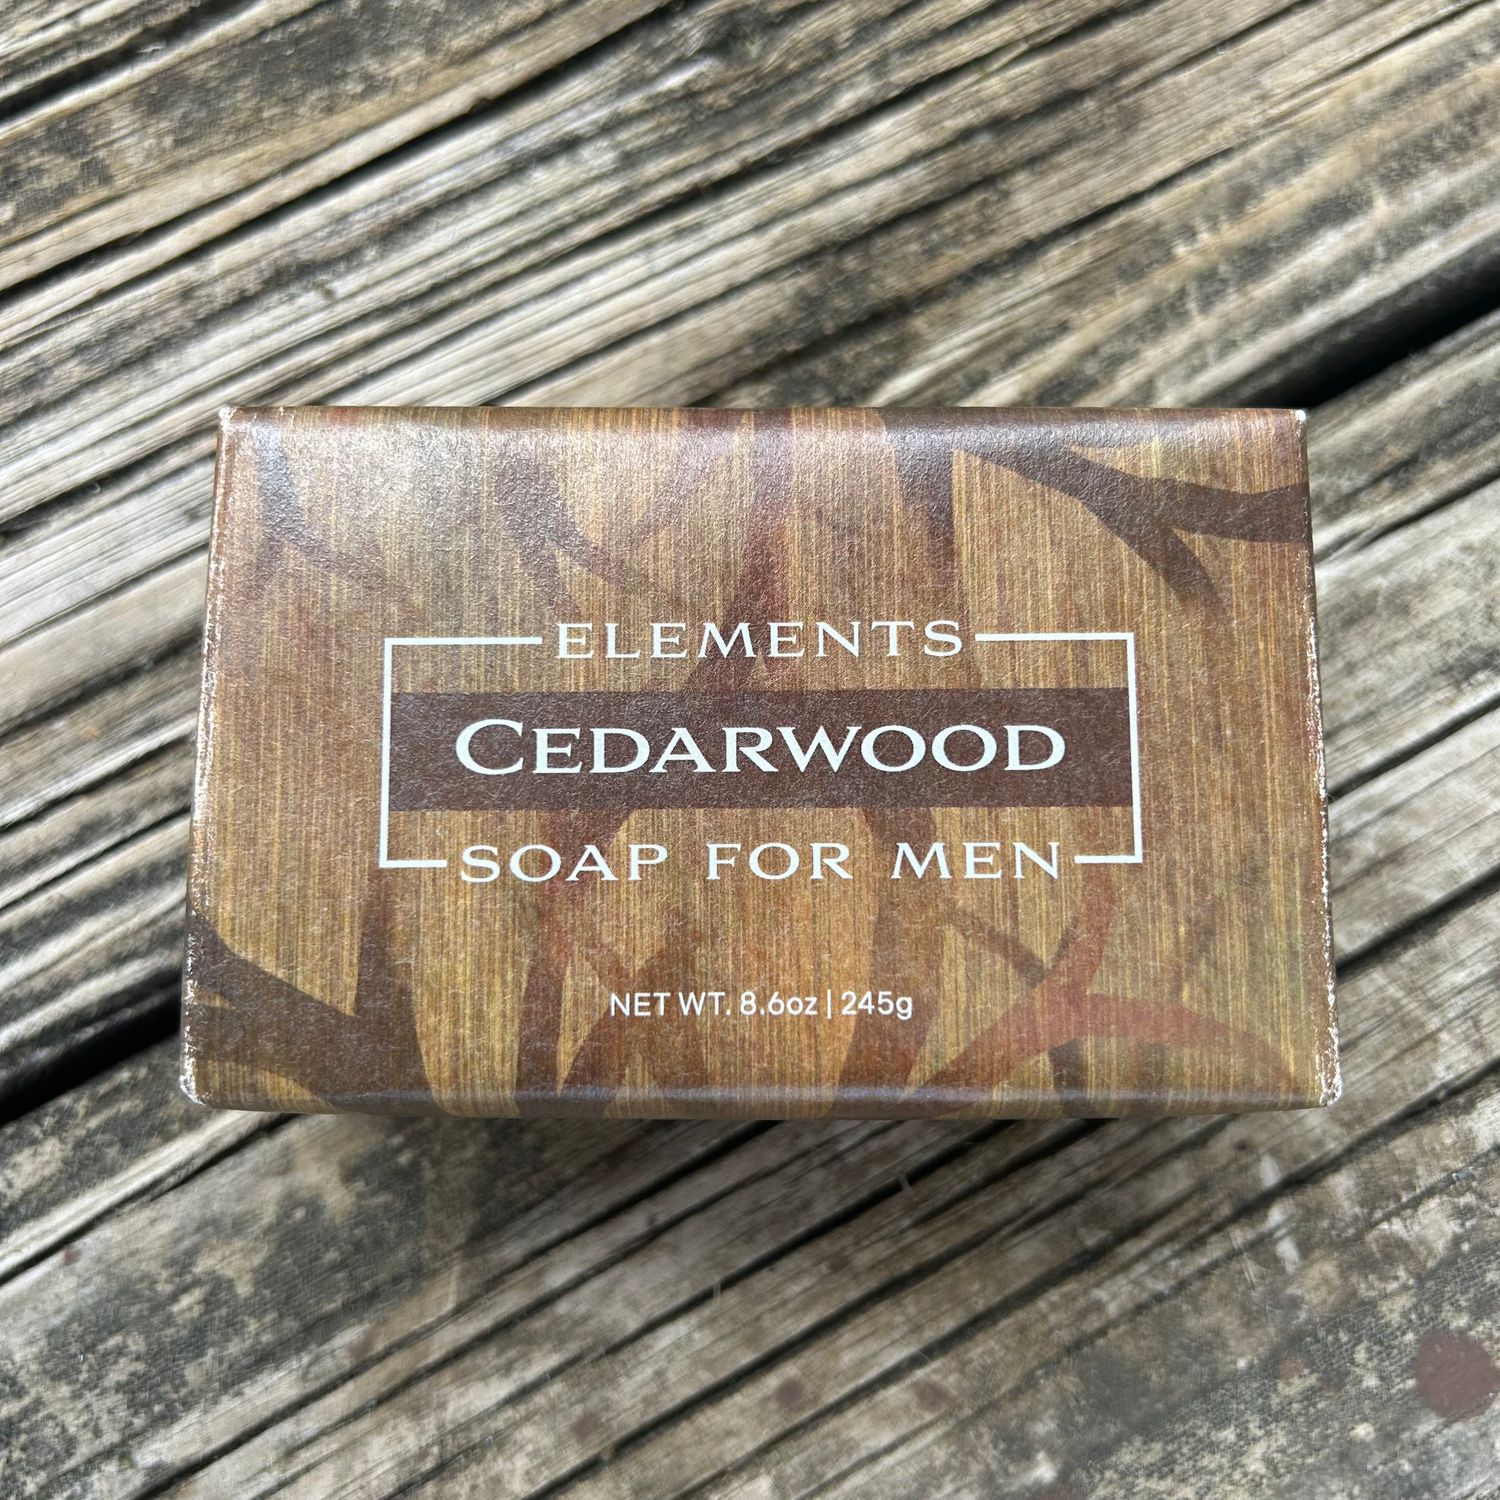 ELEMENTS
CEDARWOOD
SOAP FOR MEN
NET WT. 8.6oz | 245g